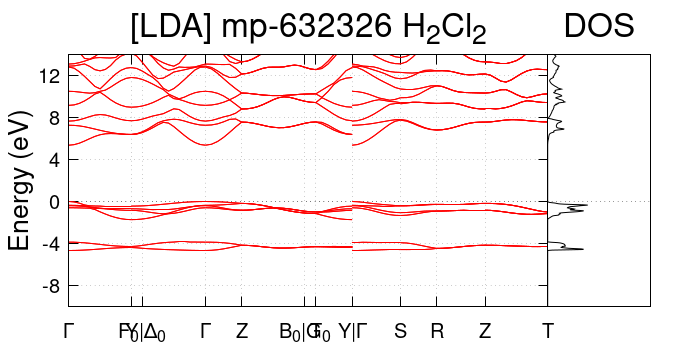 [LDA] mp-632326 H₂Cl₂ DOS
12
8
4
0
-4
-8
Energy (eV)
Γ Y|Δ₀ Γ Z B₀| Y|Γ S R Z T